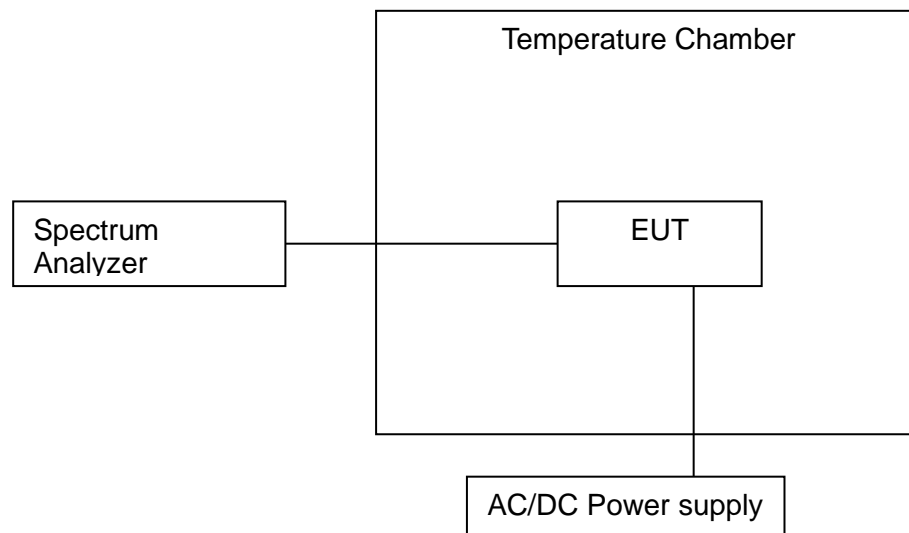 Temperature Chamber
Spectrum
Analyzer
EUT
AC/DC Power supply